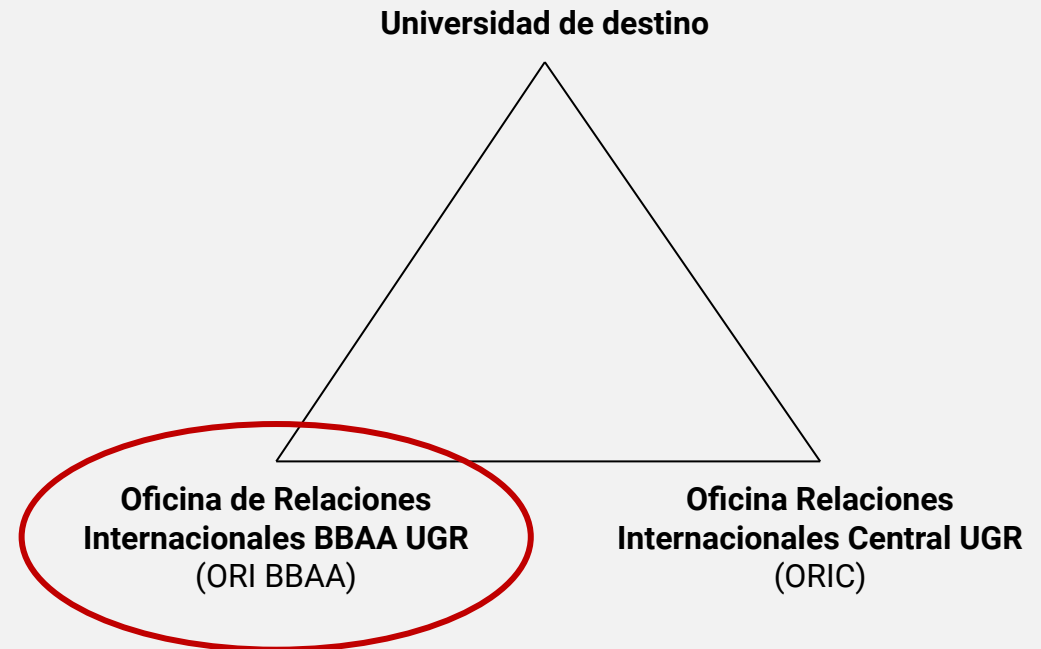 Universidad de destino
Oficina de Relaciones
Internacionales BBAA UGR
(ORI BBAA)
Oficina Relaciones
Internacionales Central UGR
(ORIC)